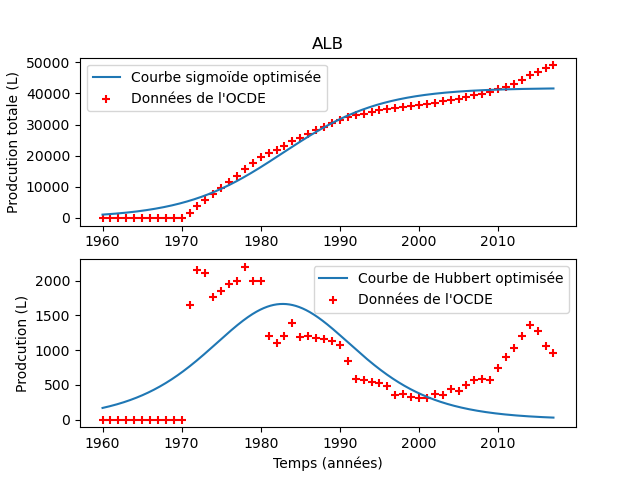 ALB
Prodcution totale (L)
50000
40000
30000
20000
10000
0
Courbe sigmoïde optimisée
Données de l'OCDE
1960 1970 1980 1990 2000 2010
Prodcution (L)
2000
1500
1000
500
0
Courbe de Hubbert optimisée
Données de l'OCDE
1960 1970 1980 1990 2000 2010
Temps (années)